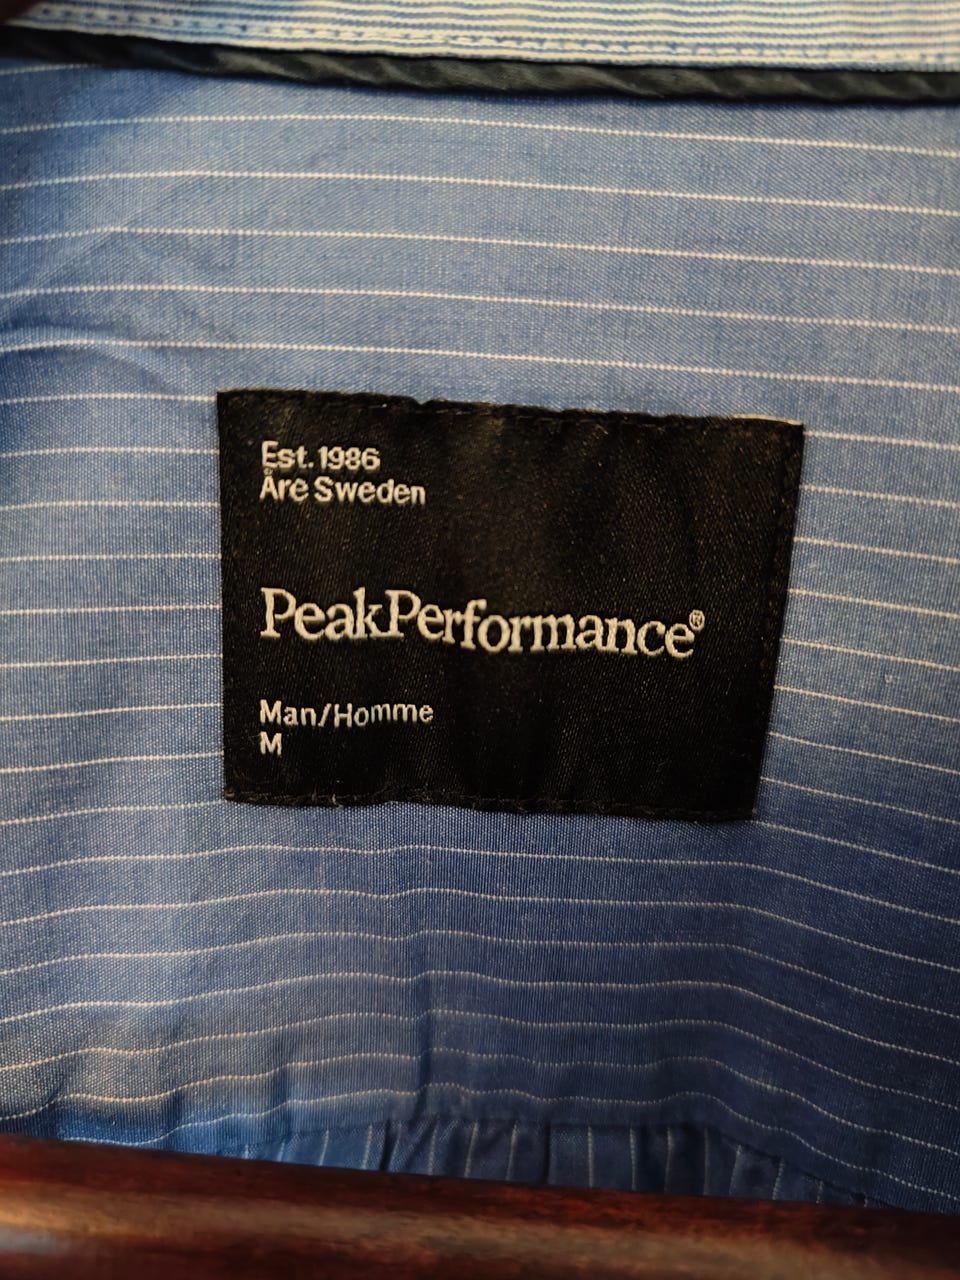 Est. 1986
Åre Sweden
PeakPerformance®
Man/Homme
M